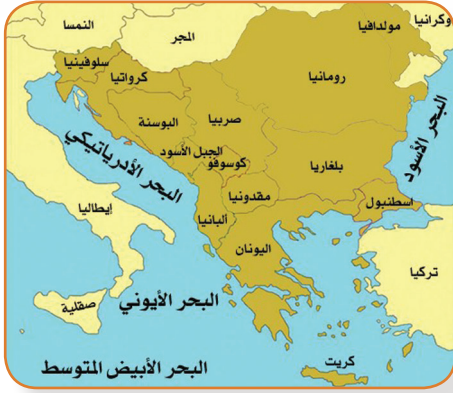 وكرانيا
مولدافيا
النمسا
المجر
سلوفينيا
كرواتيا
رومانيا
البحر الأسود
البوسنة
صربيا
البحر الأدرياتيكي
الجبل الأسود
كوسوفو
بلغاريا
إيطاليا
مقدونيا
اسطنبول
ألبانيا
اليونان
تركيا
البحر الأيوني
صقلية
كريت
البحر الأبيض المتوسط